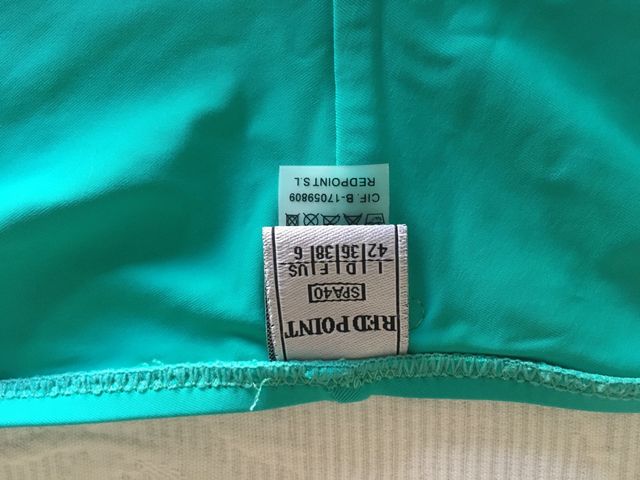 RED POINT
SPA40
I|D|F|US
42|36|38|6
CIF. B-17059809
REDPOINT S.L